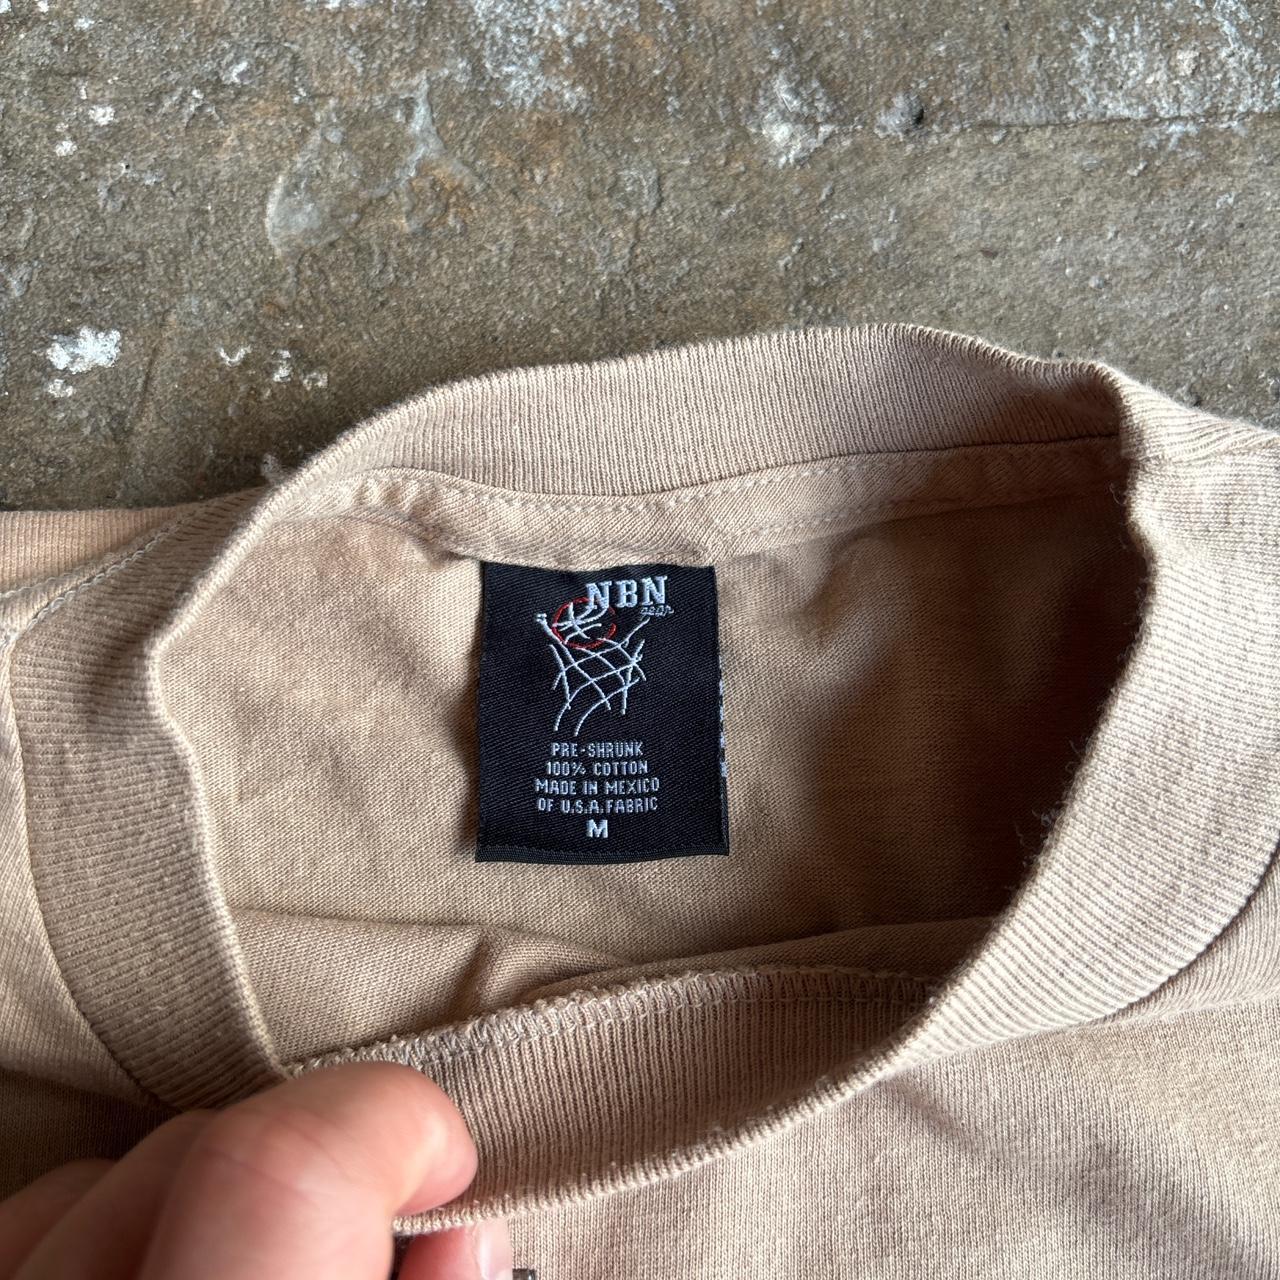 NBN
gear
PRE-SHRUNK
100% COTTON
MADE IN MEXICO
OF U.S.A. FABRIC
M